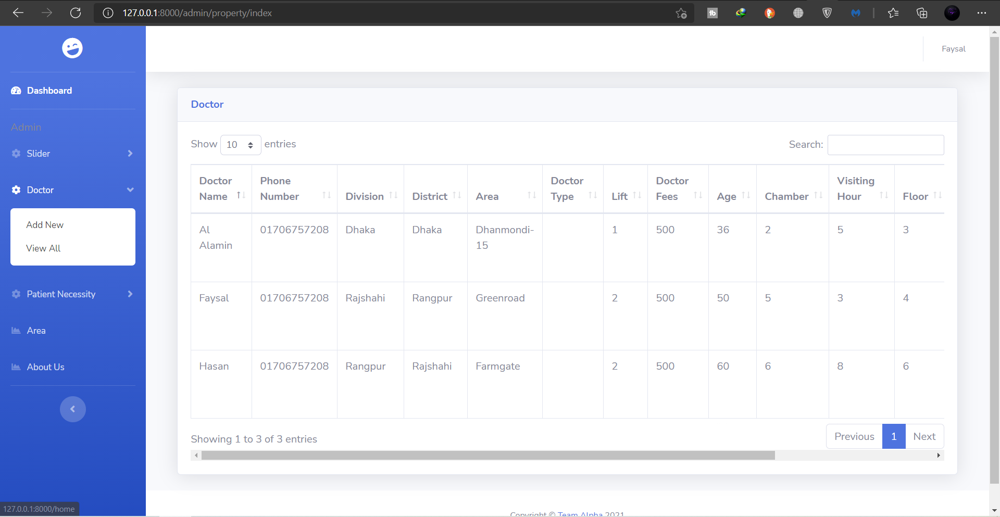 127.0.0.1:8000/admin/property/index
Faysal
Dashboard
Admin
Slider
Doctor
Add New
View All
Patient Necessity
Area
About Us
Doctor
Show 10 entries
Search:
Doctor Name Phone Number Division District Area Doctor Type Lift Doctor Fees Age Chamber Visiting Hour Floor
Al Alamin 01706757208 Dhaka Dhaka Dhanmondi-15 1 500 36 2 5 3
Faysal 01706757208 Rajshahi Rangpur Greenroad 2 500 50 5 3 4
Hasan 01706757208 Rangpur Rajshahi Farmgate 2 500 60 6 8 6
Showing 1 to 3 of 3 entries
Previous 1 Next
Copyright © Team Alpha 2021
127.0.0.1:8000/home